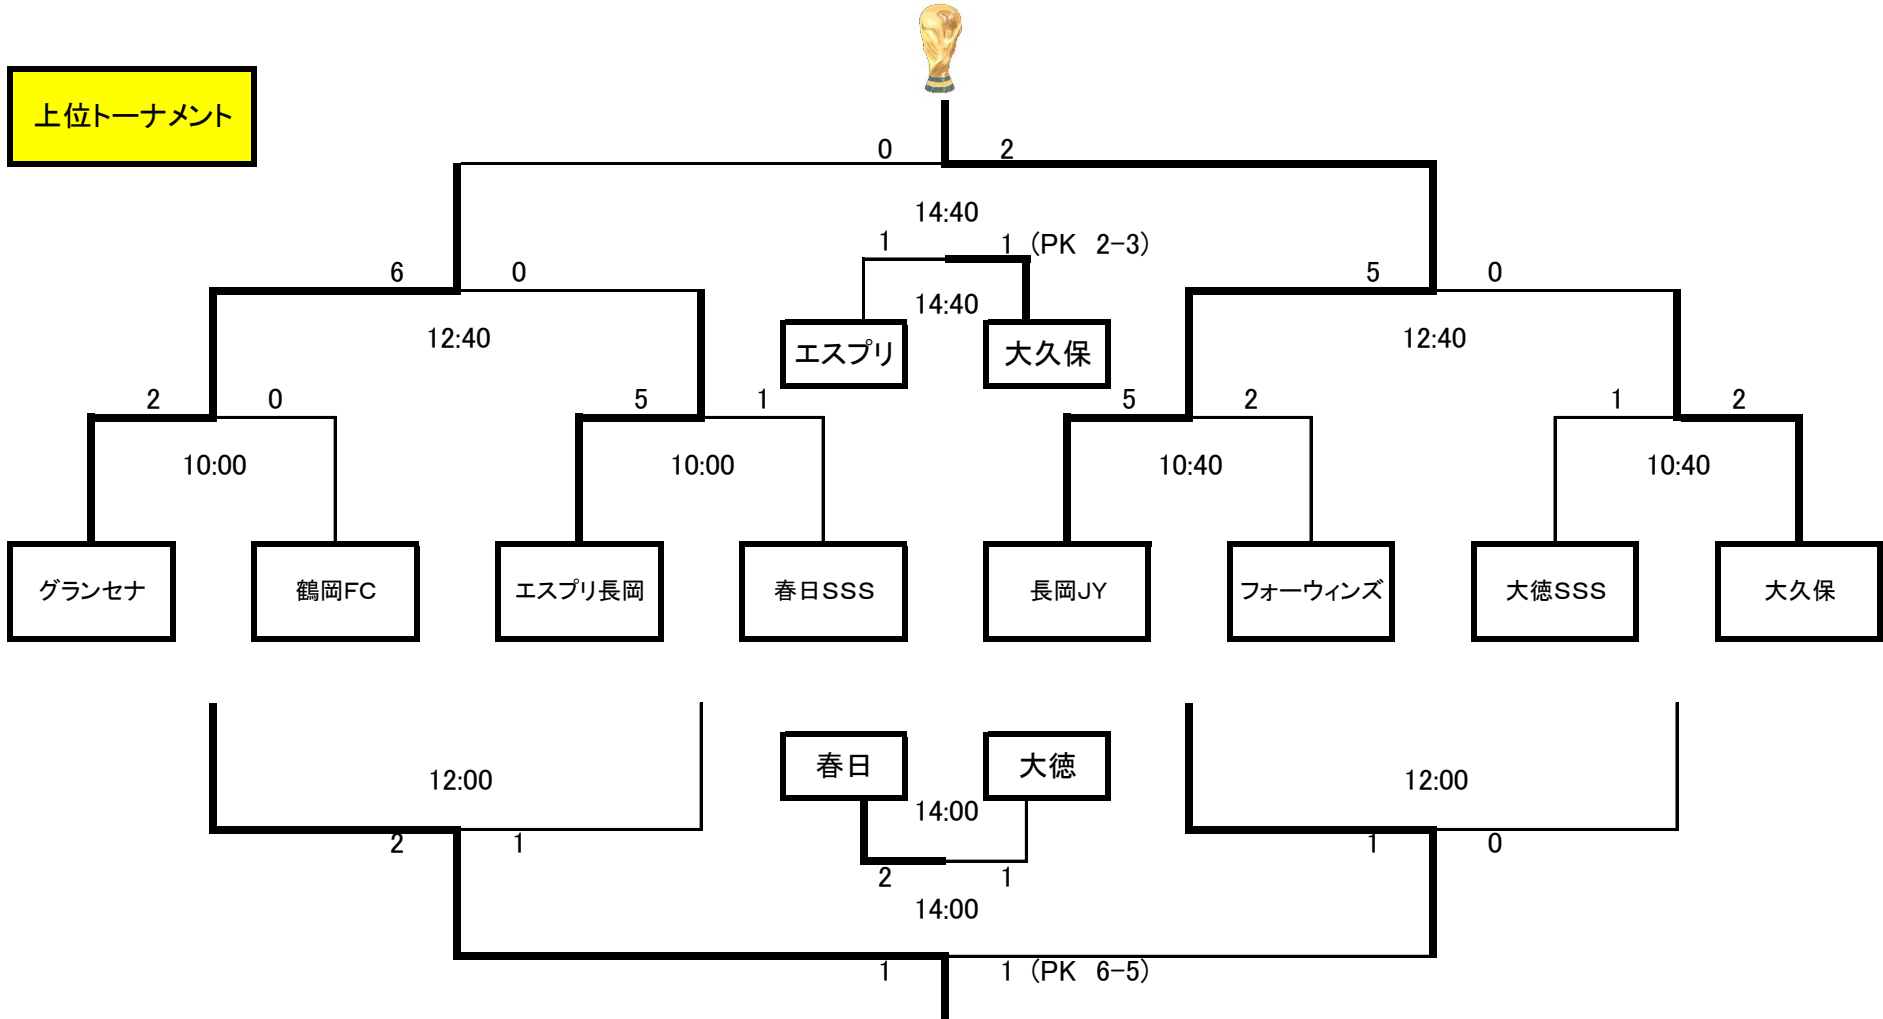 上位トーナメント
0 2
14:40
1 1 (PK 2-3)
6 0 5 0
14:40
12:40 12:40
エスプリ 大久保
2 0 5 1 5 2 1 2
10:00 10:00 10:40 10:40
グランセナ 鶴岡FC エスプリ長岡 春日SSS 長岡JY フォーウィンズ 大徳SSS 大久保
春日 大徳
12:00 12:00
14:00
2 1 1 0
2 1
14:00
1 1 (PK 6-5)